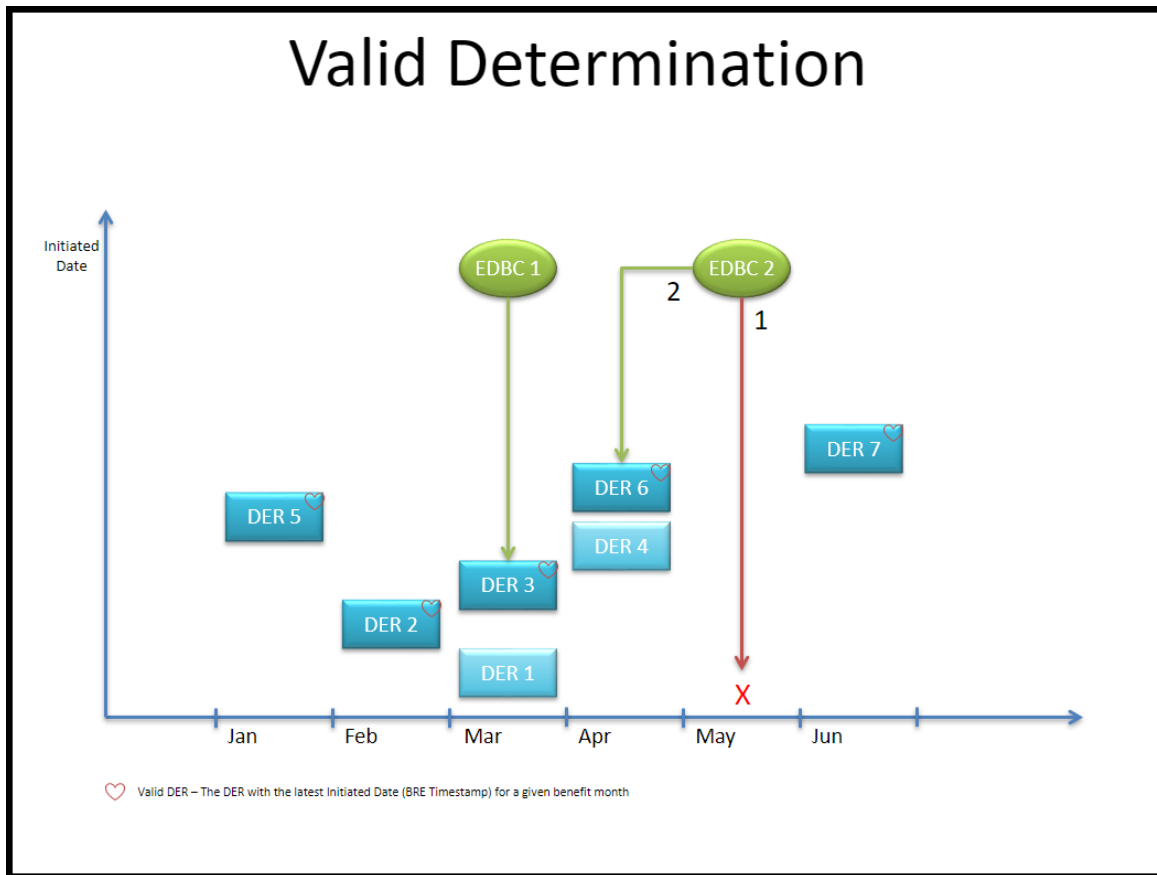 Valid Determination
Initiated
Date
EDBC 1
EDBC 2
2
1
DER 7
DER 6
DER 5
DER 4
DER 3
DER 2
DER 1
X
Jan
Feb
Mar
Apr
May
Jun
Valid DER – The DER with the latest Initiated Date (BRE Timestamp) for a given benefit month